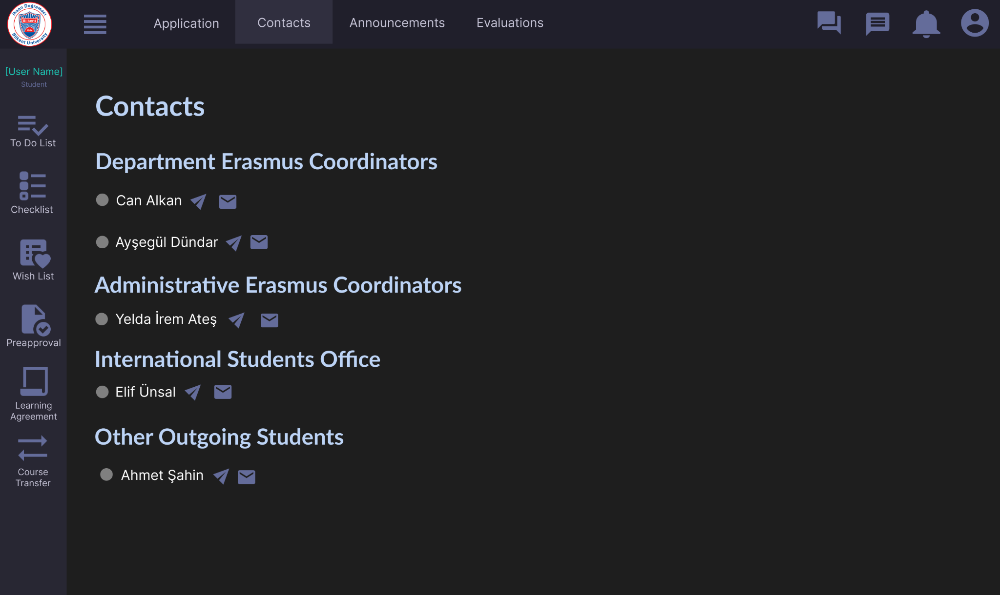 İhsan Doğramacı
Bilkent
1984
Bilkent University
Application
Contacts
Announcements
Evaluations
[User Name]
Student
To Do List
Checklist
Wish List
Preapproval
Learning
Agreement
Course
Transfer
Contacts
Department Erasmus Coordinators
Can Alkan
Ayşegül Dündar
Administrative Erasmus Coordinators
Yelda İrem Ateş
International Students Office
Elif Ünsal
Other Outgoing Students
Ahmet Şahin